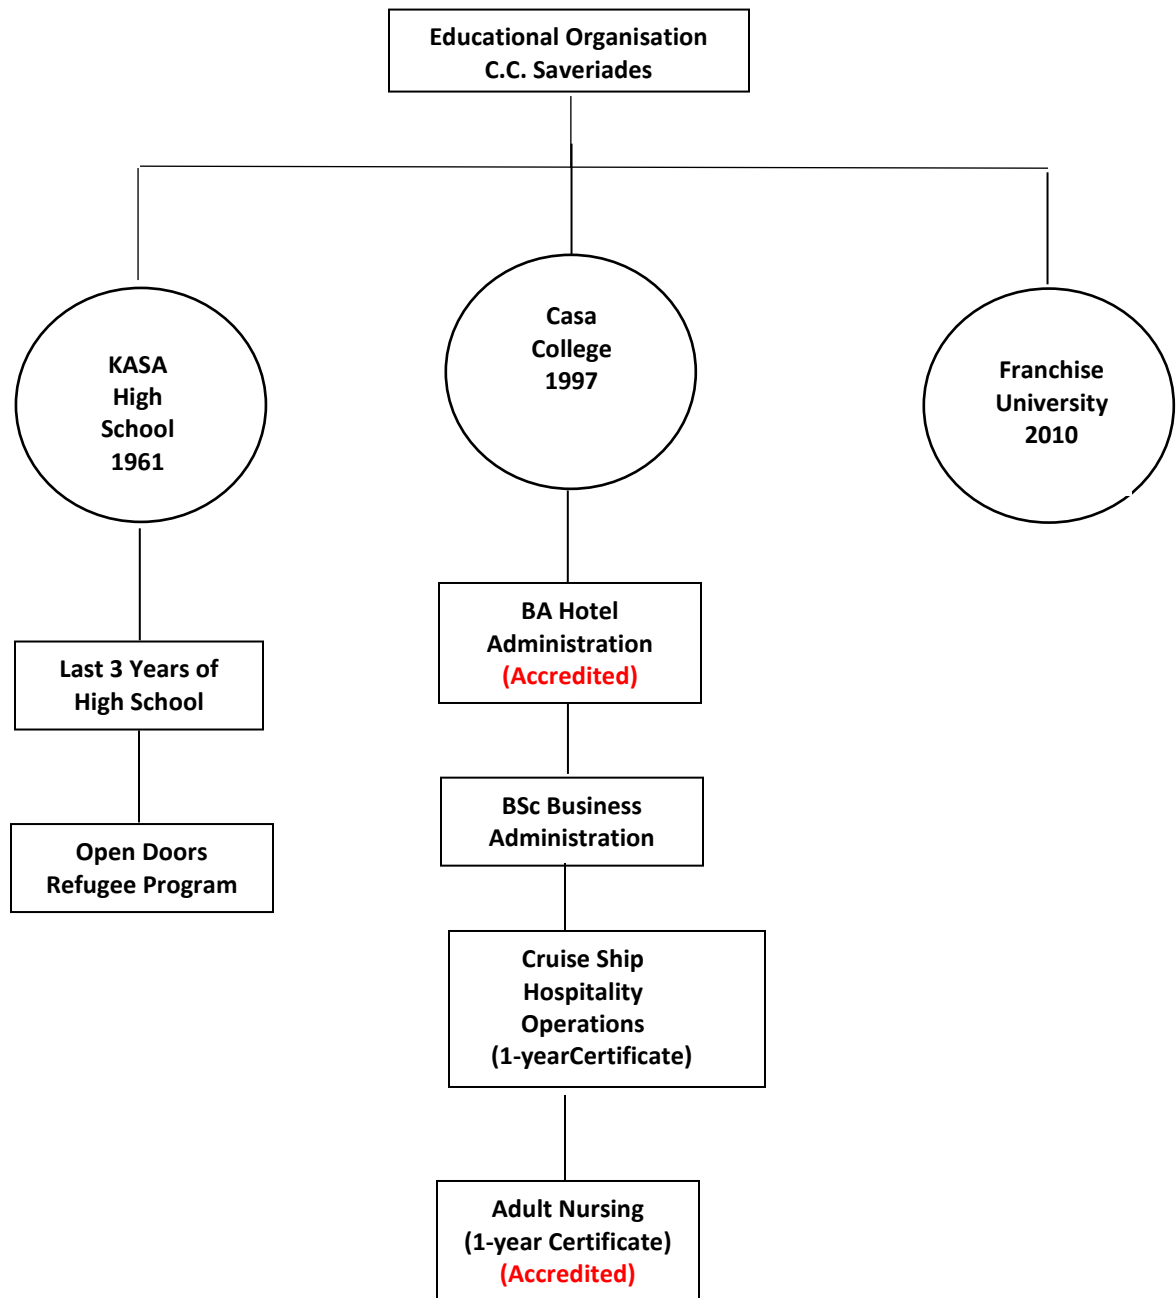 Educational Organisation
C.C. Saveriades
KASA
High
School
1961
Casa
College
1997
Franchise
University
2010
Last 3 Years of
High School
Open Doors
Refugee Program
BA Hotel
Administration
(Accredited)
BSc Business
Administration
Cruise Ship
Hospitality
Operations
(1-yearCertificate)
Adult Nursing
(1-year Certificate)
(Accredited)